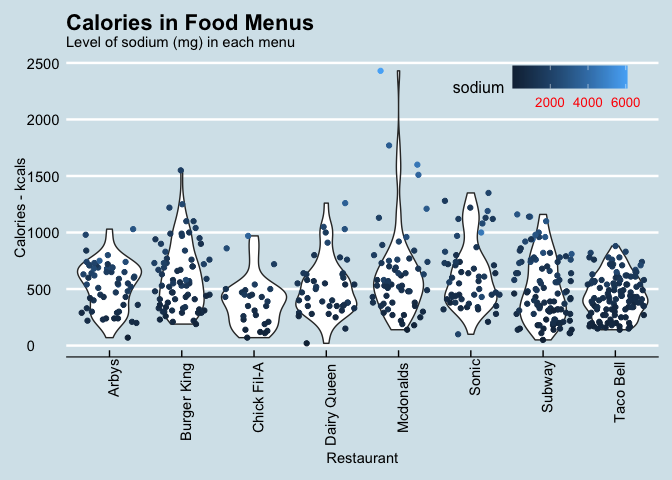 Calories in Food Menus
Level of sodium (mg) in each menu
sodium
2000 4000 6000
Calories - kcals
2500
2000
1500
1000
500
0
Arbys
Burger King
Chick Fil-A
Dairy Queen
Mcdonalds
Sonic
Subway
Taco Bell
Restaurant